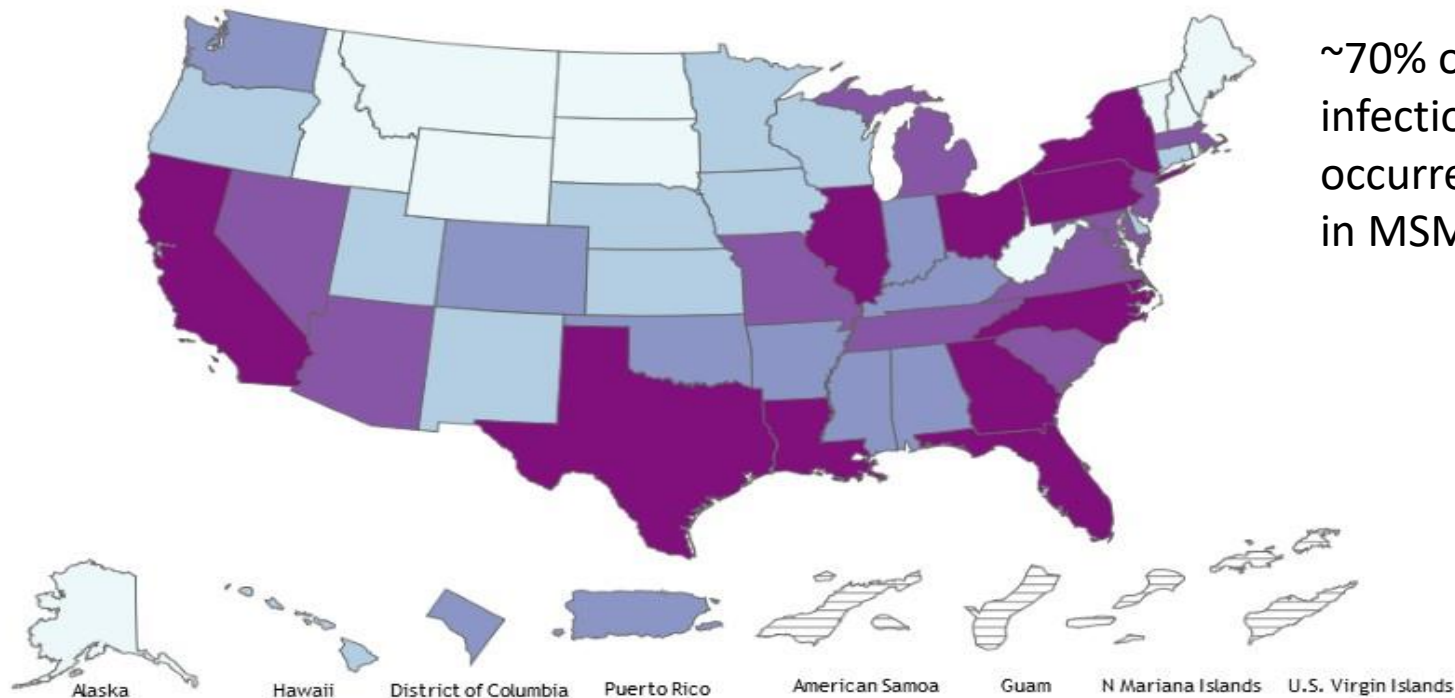 ~70%
infectio
occurre
in MSM
Alaska
Hawaii
District of Columbia
Puerto Rico
American Samoa
Guam
N Mariana Islands
U.S. Virgin Islands